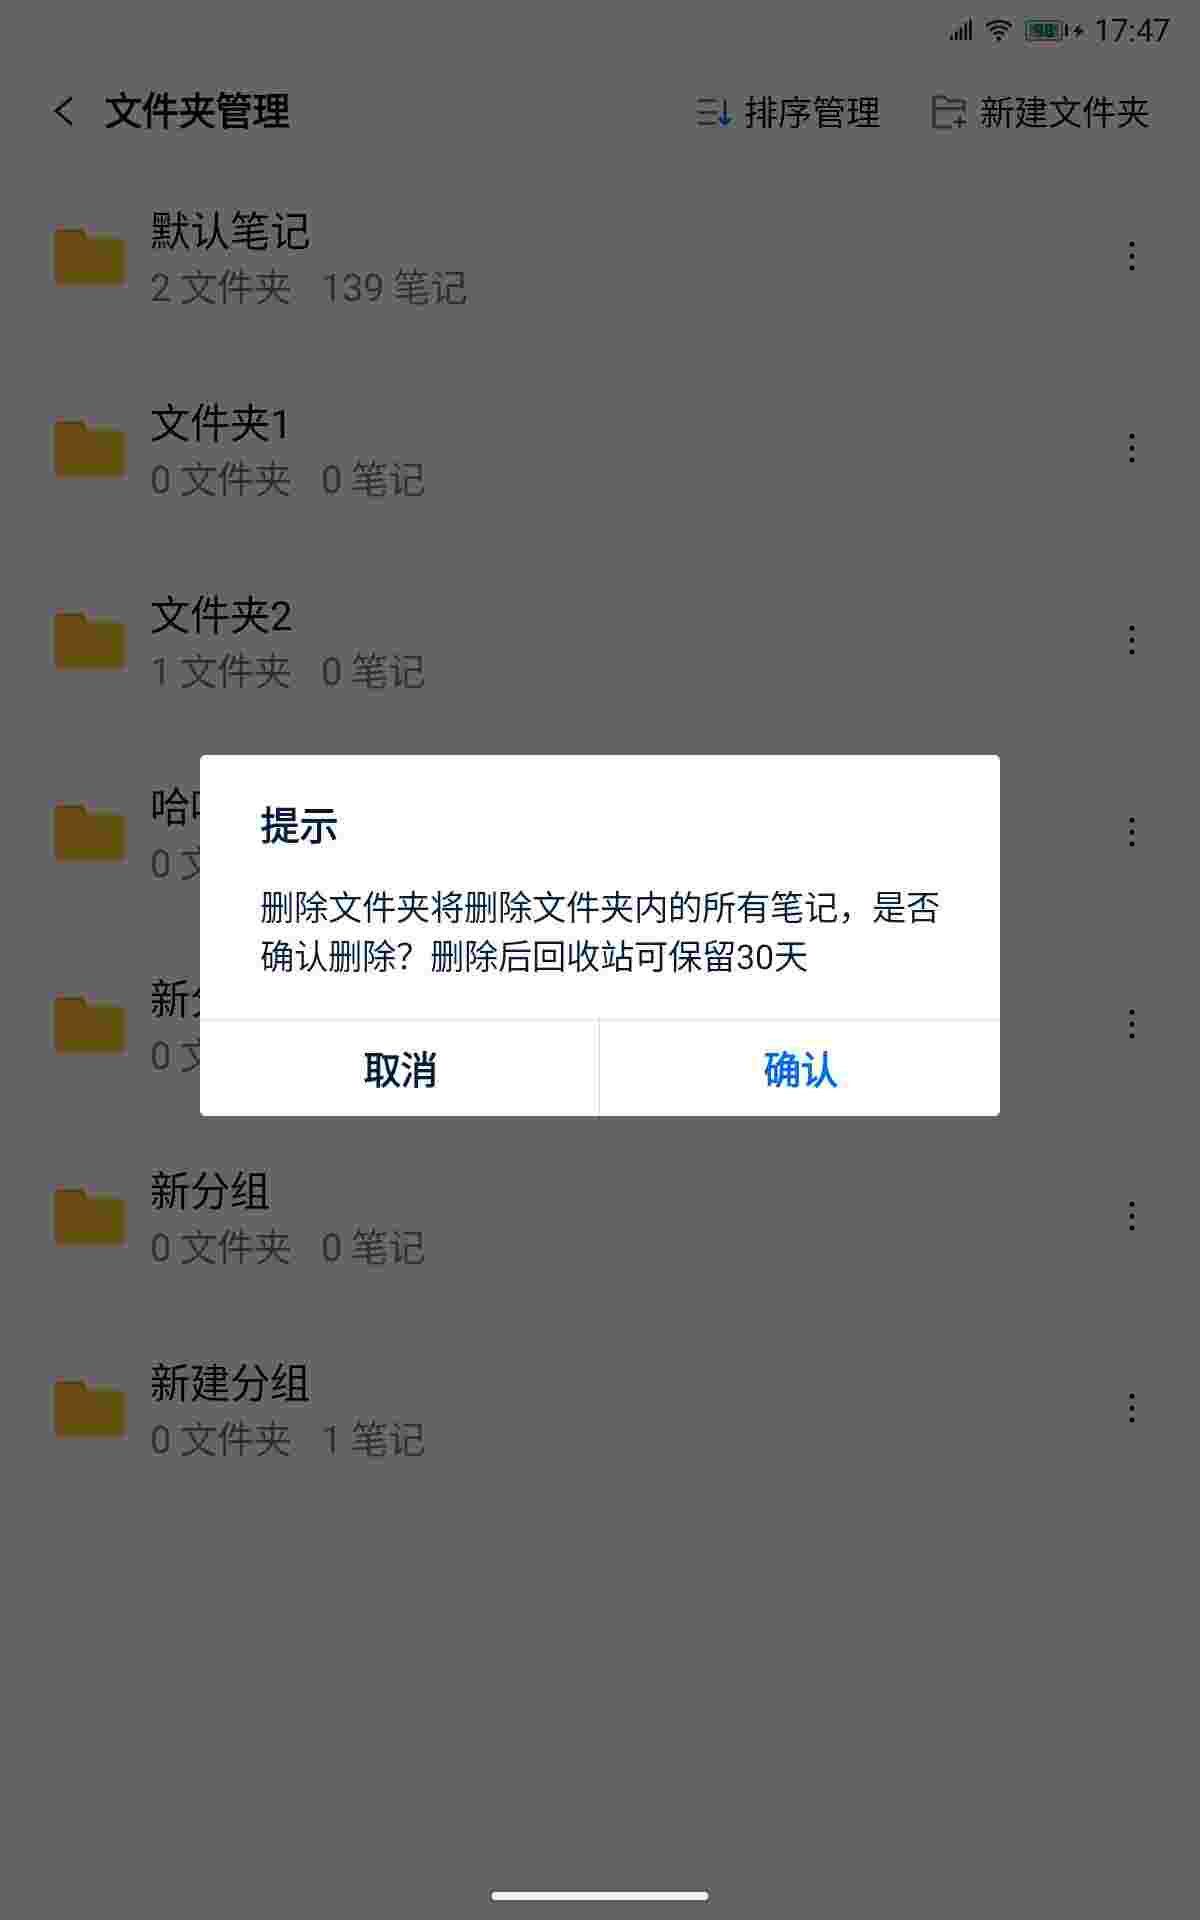 98 17:47
文件夹管理 排序管理 新建文件夹
默认笔记
2 文件夹 139 笔记
文件夹1
0 文件夹 0 笔记
文件夹2
1 文件夹 0 笔记
哈
0
提示
删除文件夹将删除文件夹内的所有笔记，是否
确认删除？删除后回收站可保留30天
新
0
取消 确认
新分组
0 文件夹 0 笔记
新建分组
0 文件夹 1 笔记